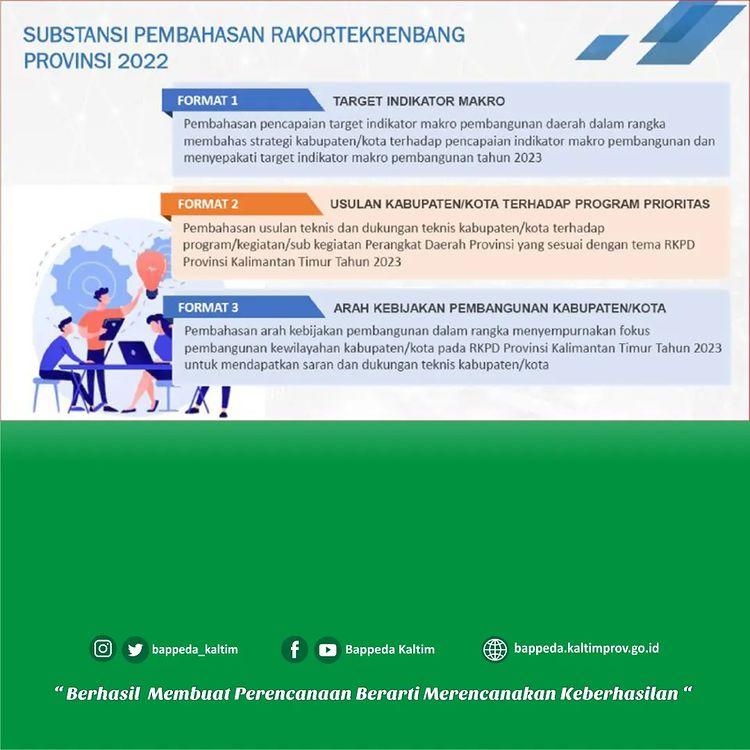 SUBSTANSI PEMBAHASAN RAKORTEKRENBANG
PROVINSI 2022
FORMAT 1
TARGET INDIKATOR MAKRO
Pembahasan pencapaian target indikator makro pembangunan daerah dalam rangka
membahas strategi kabupaten/kota terhadap pencapaian indikator makro pembangunan dan
menyepakati target indikator makro pembangunan tahun 2023
FORMAT 2
USULAN KABUPATEN/KOTA TERHADAP PROGRAM PRIORITAS
Pembahasan usulan teknis dan dukungan teknis kabupaten/kota terhadap
program/kegiatan/sub kegiatan Perangkat Daerah Provinsi yang sesuai dengan tema RKPD
Provinsi Kalimantan Timur Tahun 2023
FORMAT 3
ARAH KEBIJAKAN PEMBANGUNAN KABUPATEN/KOTA
Pembahasan arah kebijakan pembangunan dalam rangka menyempurnakan fokus
pembangunan kewilayahan kabupaten/kota pada RKPD Provinsi Kalimantan Timur Tahun 2023
untuk mendapatkan saran dan dukungan teknis kabupaten/kota
bappeda_kaltim
Bappeda Kaltim
bappeda.kaltimprov.go.id
“ Berhasil Membuat Perencanaan Berarti Merencanakan Keberhasilan “